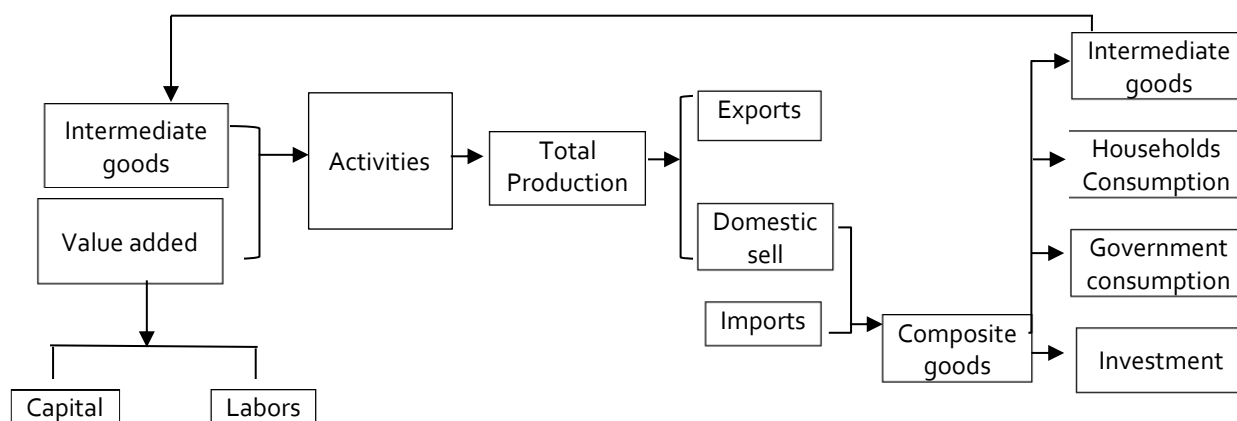 Intermediate
goods
Value added
Capital
Labors
Activities
Total
Production
Exports
Domestic
sell
Imports
Composite
goods
Intermediate
goods
Households
Consumption
Government
consumption
Investment